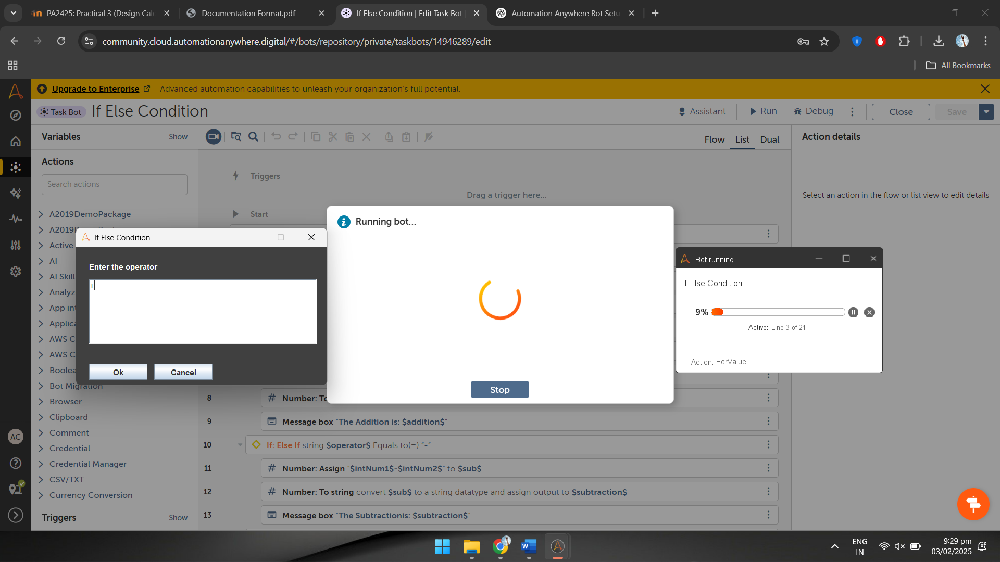 PA2425: Practical 3 (Design Calc
Documentation Format.pdf
If Else Condition | Edit Task Bot
Automation Anywhere Bot Setu
community.cloud.automationanywhere.digital/#/bots/repository/private/taskbots/14946289/edit
All Bookmarks
Upgrade to Enterprise Advanced automation capabilities to unleash your organization's full potential.
Task Bot If Else Condition
Assistant Run Debug Close Save
Variables Show
Flow List Dual
Action details
Actions
Search actions
Triggers
Drag a trigger here...
Select an action in the flow or list view to edit details
Start
A2019DemoPackage
A2019D
Active
AI
AI Skill
Analyz
App in
Applica
AWS C
AWS C
Boolea
Bot Migration
Browser
Clipboard
Comment
Credential
Credential Manager
CSV/TXT
Currency Conversion
Triggers Show
AC
If Else Condition
Enter the operator
+
Ok Cancel
Running bot...
Stop
Bot running...
If Else Condition
9%
Active: Line 3 of 21
Action: ForValue
8 Number: To
9 Message box "The Addition is: $addition$"
10 If: Else If string $operator$ Equals to(=) "-"
11 Number: Assign "$intNum1$-$intNum2$" to $sub$
12 Number: To string convert $sub$ to a string datatype and assign output to $subtraction$
13 Message box "The Subtractionis: $subtraction$"
ENG
IN
9:29 pm
03/02/2025